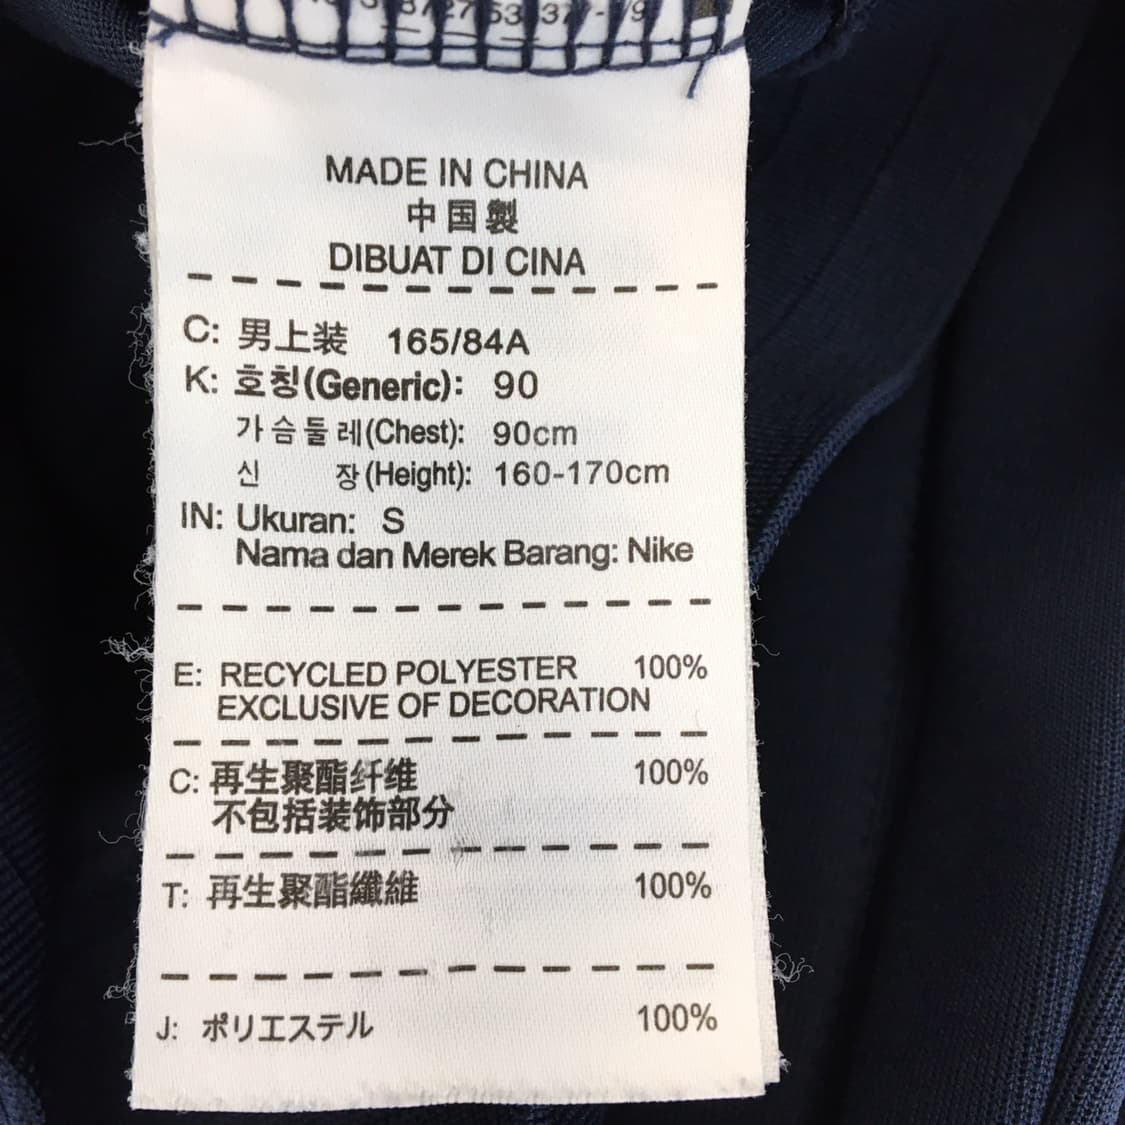 MADE IN CHINA
中国製
DIBUAT DI CINA
C: 男上装 165/84A
K: 호칭(Generic): 90
가슴둘레(Chest): 90cm
신 장(Height): 160-170cm
IN: Ukuran: S
Nama dan Merek Barang: Nike
E: RECYCLED POLYESTER 100%
EXCLUSIVE OF DECORATION
C: 再生聚酯纤维 100%
不包括装饰部分
T: 再生聚酯纖維 100%
J: ポリエステル 100%